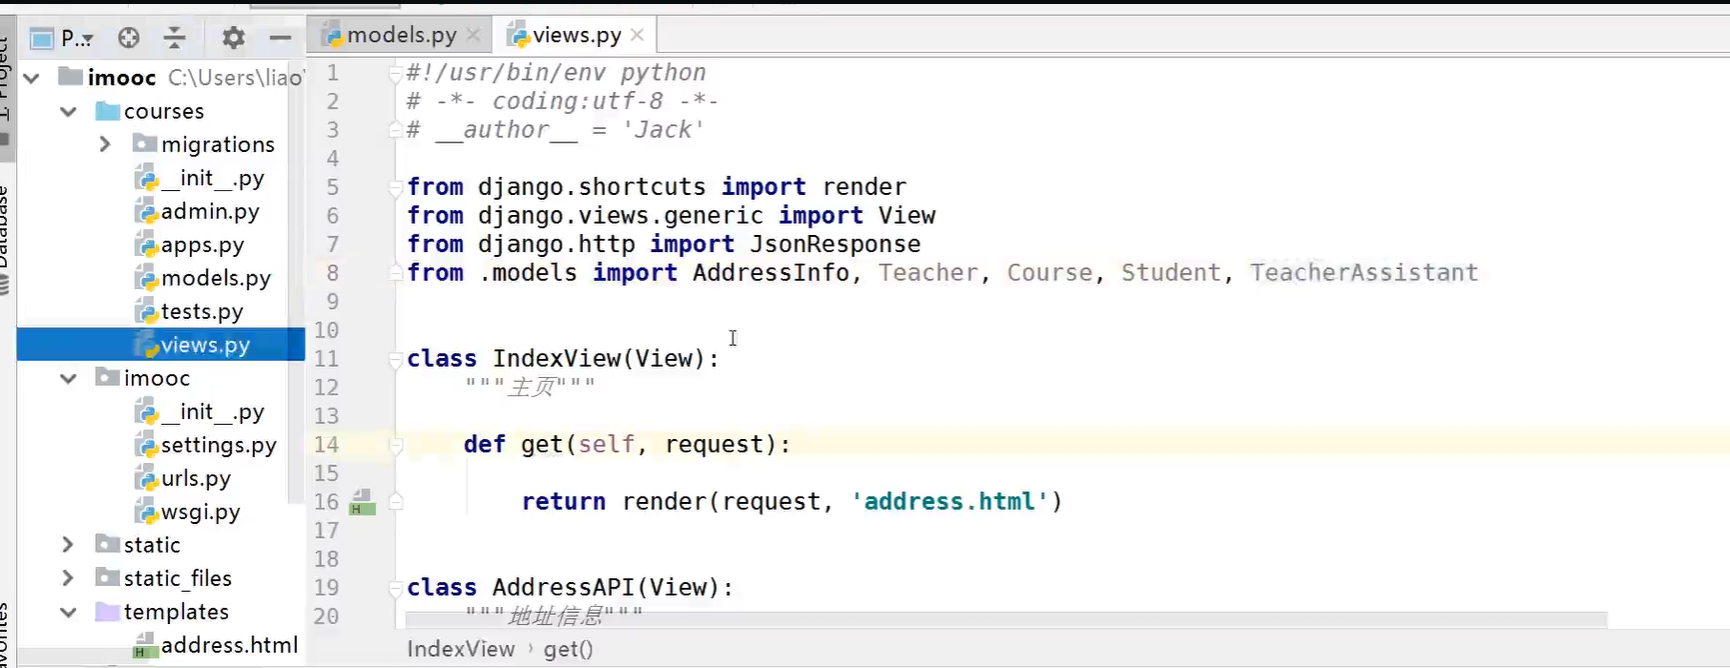 P...
models.py
views.py
1: Project
imooc C:\Users\liao
courses
migrations
__init__.py
admin.py
apps.py
models.py
tests.py
views.py
imooc
__init__.py
settings.py
urls.py
wsgi.py
static
static_files
templates
address.html
Database
1 #!/usr/bin/env python
2 # -*- coding:utf-8 -*-
3 # __author__ = 'Jack'
4
5 from django.shortcuts import render
6 from django.views.generic import View
7 from django.http import JsonResponse
8 from .models import AddressInfo, Teacher, Course, Student, TeacherAssistant
9
10
11 class IndexView(View):
12 """主页"""
13
14 def get(self, request):
15
16 return render(request, 'address.html')
17
18
19 class AddressAPI(View):
20 """地址信息"""
IndexView › get()